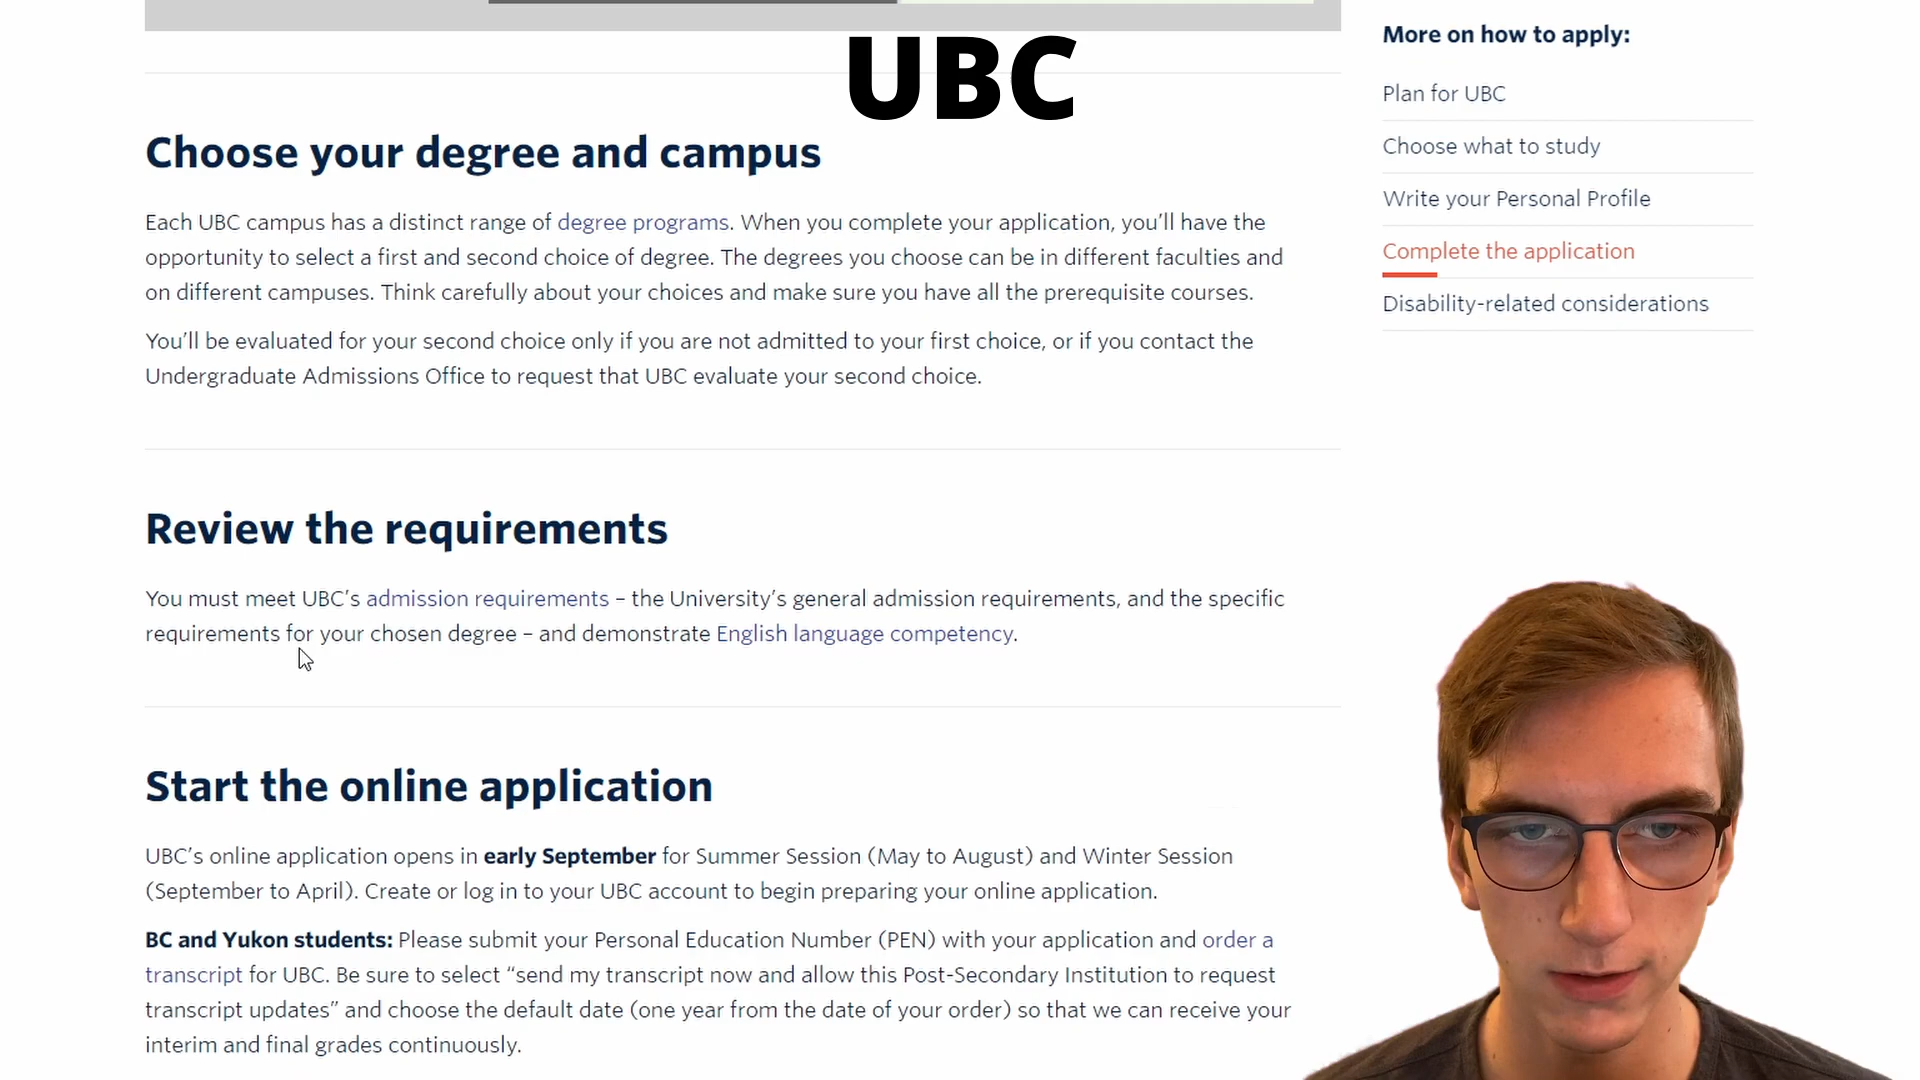 UBC
Choose your degree and campus
Each UBC campus has a distinct range of degree programs. When you complete your application, you’ll have the
opportunity to select a first and second choice of degree. The degrees you choose can be in different faculties and
on different campuses. Think carefully about your choices and make sure you have all the prerequisite courses.
You’ll be evaluated for your second choice only if you are not admitted to your first choice, or if you contact the
Undergraduate Admissions Office to request that UBC evaluate your second choice.
Review the requirements
You must meet UBC’s admission requirements – the University’s general admission requirements, and the specific
requirements for your chosen degree – and demonstrate English language competency.
Start the online application
UBC’s online application opens in early September for Summer Session (May to August) and Winter Session
(September to April). Create or log in to your UBC account to begin preparing your online application.
BC and Yukon students: Please submit your Personal Education Number (PEN) with your application and order a
transcript for UBC. Be sure to select “send my transcript now and allow this Post-Secondary Institution to request
transcript updates” and choose the default date (one year from the date of your order) so that we can receive your
interim and final grades continuously.
More on how to apply:
Plan for UBC
Choose what to study
Write your Personal Profile
Complete the application
Disability-related considerations